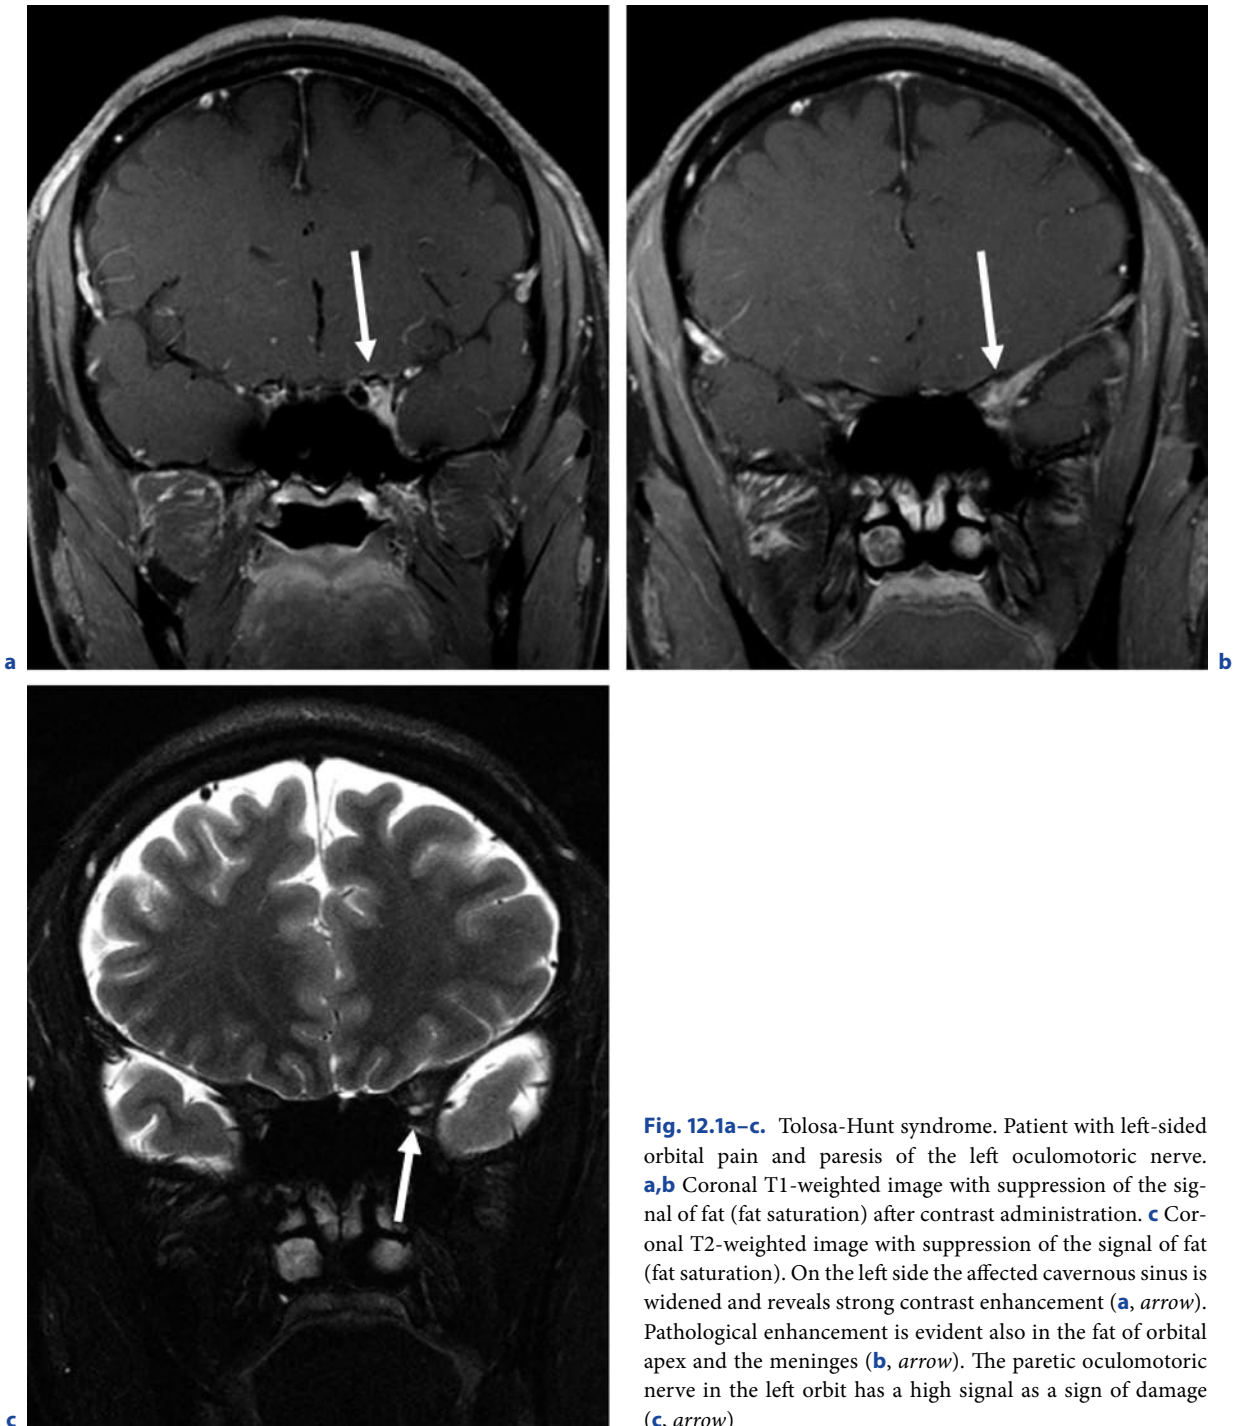 a
b
c
Fig. 12.1a–c. Tolosa-Hunt syndrome. Patient with left-sided
orbital pain and paresis of the left oculomotoric nerve.
a,b Coronal T1-weighted image with suppression of the sig-
nal of fat (fat saturation) after contrast administration. c Cor-
onal T2-weighted image with suppression of the signal of fat
(fat saturation). On the left side the affected cavernous sinus is
widened and reveals strong contrast enhancement (a, arrow).
Pathological enhancement is evident also in the fat of orbital
apex and the meninges (b, arrow). The paretic oculomotoric
nerve in the left orbit has a high signal as a sign of damage
(c, arrow)